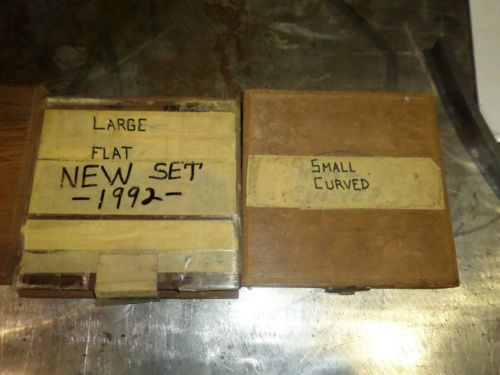 LARGE
FLAT
NEW SET
-1992-
SMALL
CURVED